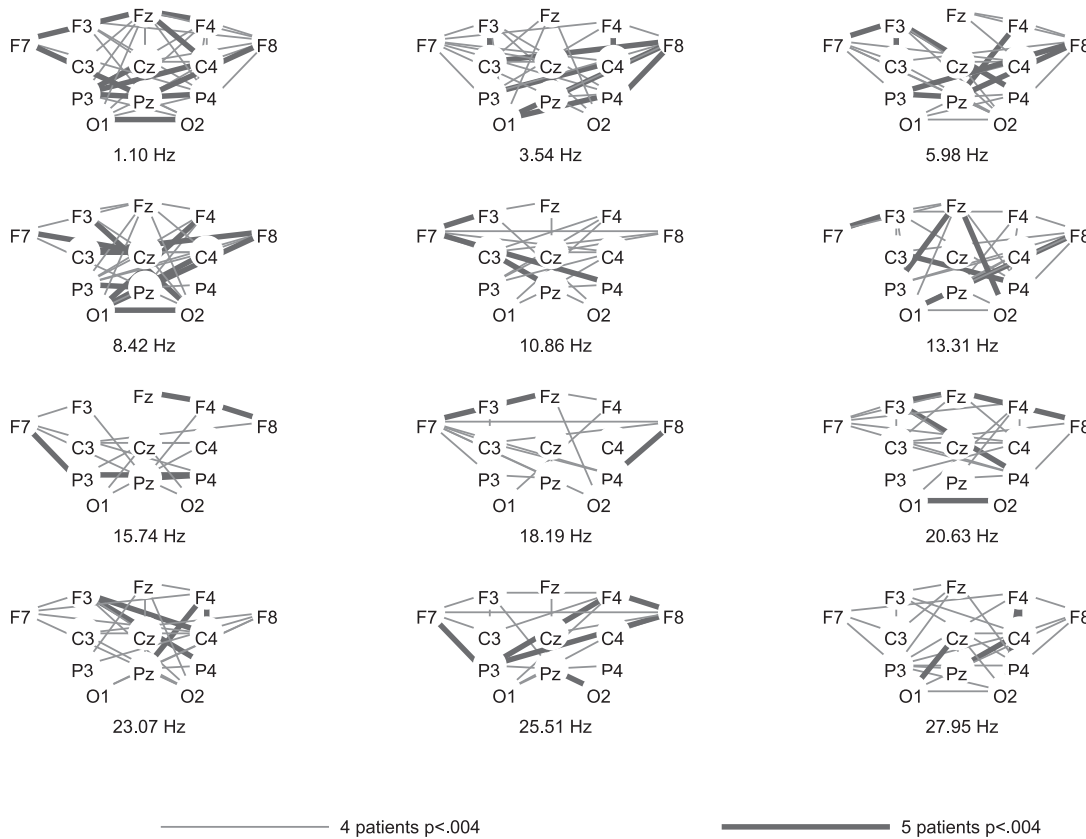 F3 Fz F4
F7 F8
C3 Cz C4
P3 Pz P4
O1 O2
1.10 Hz
F3 Fz F4
F7 F8
C3 Cz C4
P3 Pz P4
O1 O2
3.54 Hz
F3 Fz F4
F7 F8
C3 Cz C4
P3 Pz P4
O1 O2
5.98 Hz
F3 Fz F4
F7 F8
C3 Cz C4
P3 Pz P4
O1 O2
8.42 Hz
F3 Fz F4
F7 F8
C3 Cz C4
P3 Pz P4
O1 O2
10.86 Hz
F3 Fz F4
F7 F8
C3 Cz C4
P3 Pz P4
O1 O2
13.31 Hz
F3 Fz F4
F7 F8
C3 Cz C4
P3 Pz P4
O1 O2
15.74 Hz
F3 Fz F4
F7 F8
C3 Cz C4
P3 Pz P4
O1 O2
18.19 Hz
F3 Fz F4
F7 F8
C3 Cz C4
P3 Pz P4
O1 O2
20.63 Hz
F3 Fz F4
F7 F8
C3 Cz C4
P3 Pz P4
O1 O2
23.07 Hz
F3 Fz F4
F7 F8
C3 Cz C4
P3 Pz P4
O1 O2
25.51 Hz
F3 Fz F4
F7 F8
C3 Cz C4
P3 Pz P4
O1 O2
27.95 Hz
4 patients p<.004 5 patients p<.004